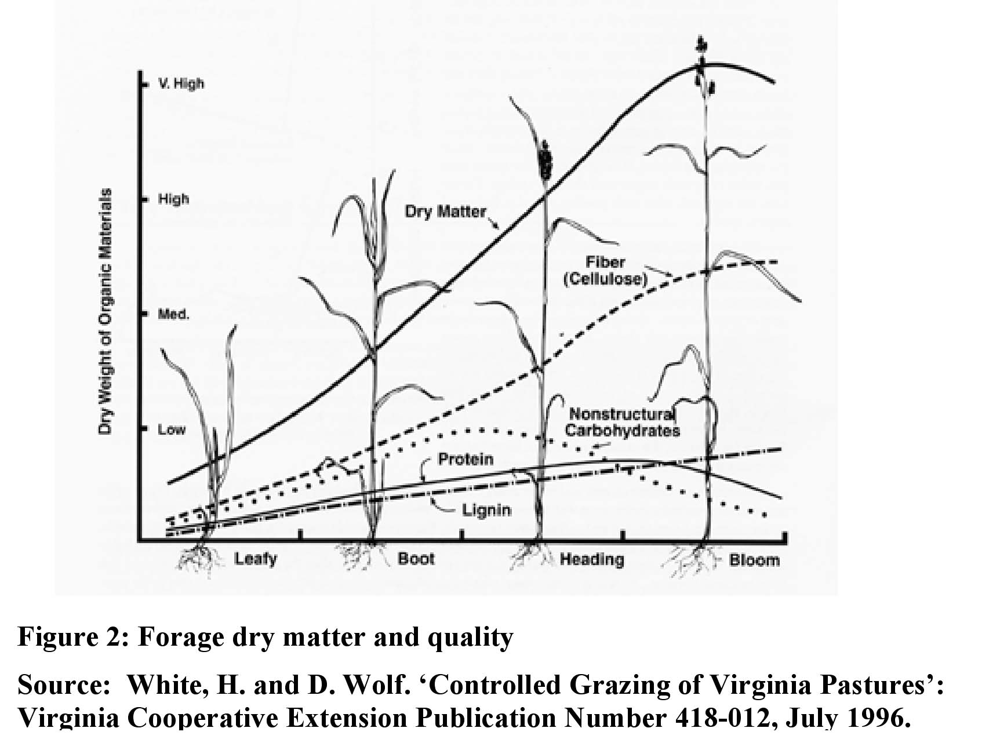 V. High
High
Med.
Low
Dry Weight of Organic Materials
Dry Matter
Fiber
(Cellulose)
Nonstructural
Carbohydrates
Protein
Lignin
Leafy
Boot
Heading
Bloom
Figure 2: Forage dry matter and quality
Source:  White, H. and D. Wolf. ‘Controlled Grazing of Virginia Pastures’:
Virginia Cooperative Extension Publication Number 418-012, July 1996.